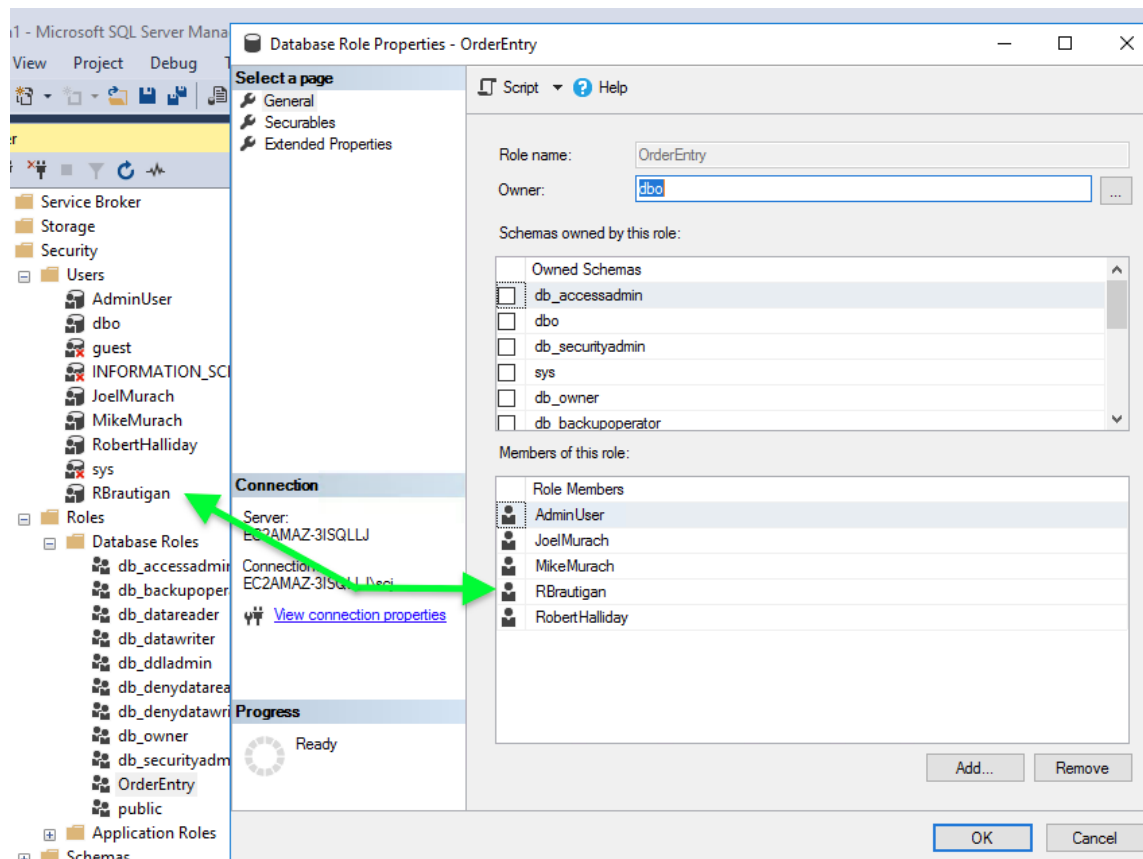 1 - Microsoft SQL Server Mana
View Project Debug
Service Broker
Storage
Security
Users
AdminUser
dbo
guest
INFORMATION_SC
JoelMurach
MikeMurach
RobertHalliday
sys
RBrautigan
Roles
Database Roles
db_accessadmin
db_backupoper
db_datareader
db_datawriter
db_ddladmin
db_denydatarea
db_denydatawri
db_owner
db_securityadm
OrderEntry
public
Application Roles
Schemas
Database Role Properties - OrderEntry
Select a page
General
Securables
Extended Properties
Connection
Server:
EC2AMAZ-3ISQLLJ
Connection:
EC2AMAZ-3ISQLLJ\scj
View connection properties
Progress
Ready
Script Help
Role name: OrderEntry
Owner: dbo ...
Schemas owned by this role:
Owned Schemas
db_accessadmin
dbo
db_securityadmin
sys
db_owner
db_backupoperator
Members of this role:
Role Members
AdminUser
JoelMurach
MikeMurach
RBrautigan
RobertHalliday
Add... Remove
OK Cancel